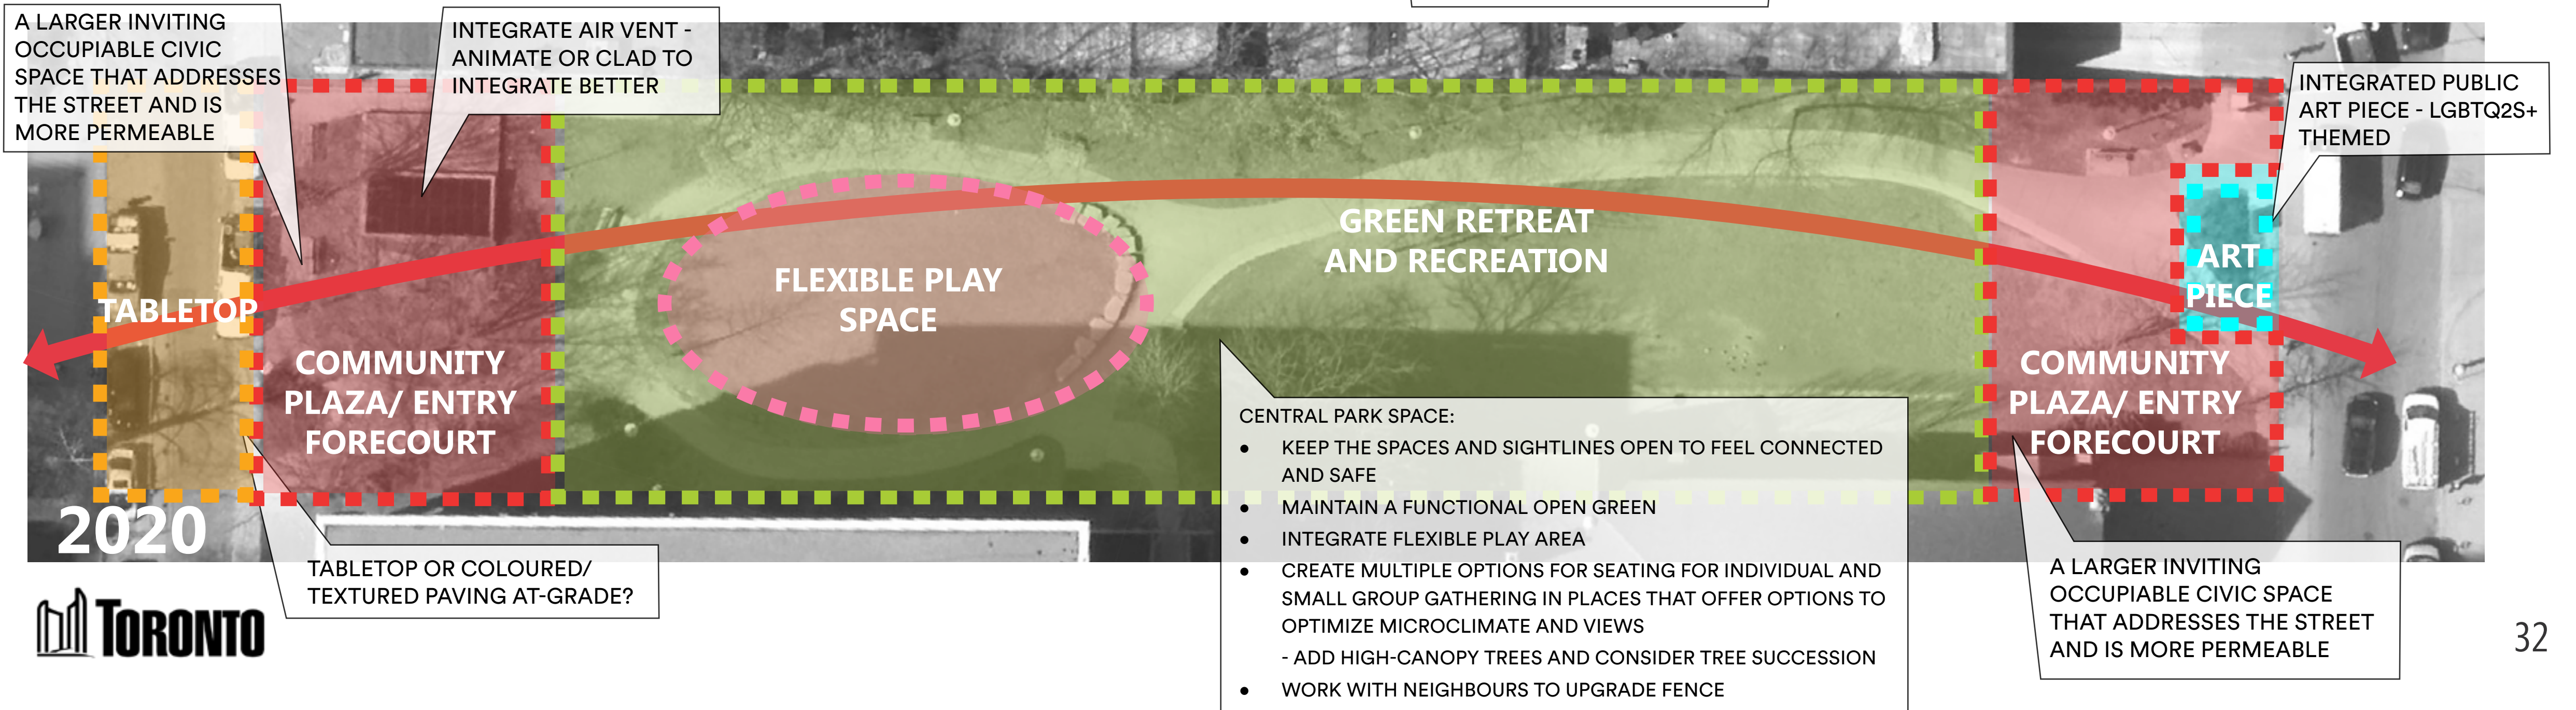 A LARGER INVITING
OCCUPIABLE CIVIC
SPACE THAT ADDRESSES
THE STREET AND IS
MORE PERMEABLE
INTEGRATE AIR VENT -
ANIMATE OR CLAD TO
INTEGRATE BETTER
INTEGRATED PUBLIC
ART PIECE - LGBTQ2S+
THEMED
TABLETOP
COMMUNITY
PLAZA/ ENTRY
FORECOURT
FLEXIBLE PLAY
SPACE
GREEN RETREAT
AND RECREATION
ART
PIECE
COMMUNITY
PLAZA/ ENTRY
FORECOURT
2020
TABLETOP OR COLOURED/
TEXTURED PAVING AT-GRADE?
CENTRAL PARK SPACE:
● KEEP THE SPACES AND SIGHTLINES OPEN TO FEEL CONNECTED
AND SAFE
● MAINTAIN A FUNCTIONAL OPEN GREEN
● INTEGRATE FLEXIBLE PLAY AREA
● CREATE MULTIPLE OPTIONS FOR SEATING FOR INDIVIDUAL AND
SMALL GROUP GATHERING IN PLACES THAT OFFER OPTIONS TO
OPTIMIZE MICROCLIMATE AND VIEWS
- ADD HIGH-CANOPY TREES AND CONSIDER TREE SUCCESSION
● WORK WITH NEIGHBOURS TO UPGRADE FENCE
A LARGER INVITING
OCCUPIABLE CIVIC SPACE
THAT ADDRESSES THE STREET
AND IS MORE PERMEABLE
TORONTO
32